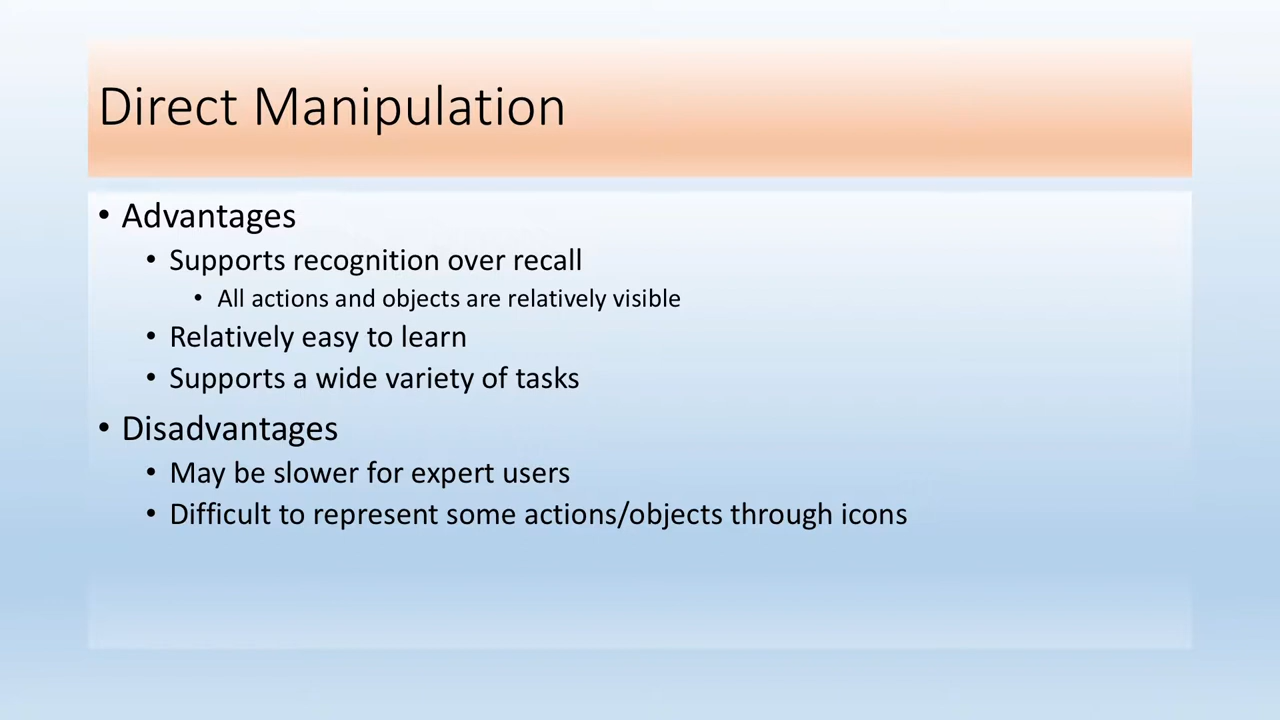 Direct Manipulation
• Advantages
• Supports recognition over recall
• All actions and objects are relatively visible
• Relatively easy to learn
• Supports a wide variety of tasks
• Disadvantages
• May be slower for expert users
• Difficult to represent some actions/objects through icons